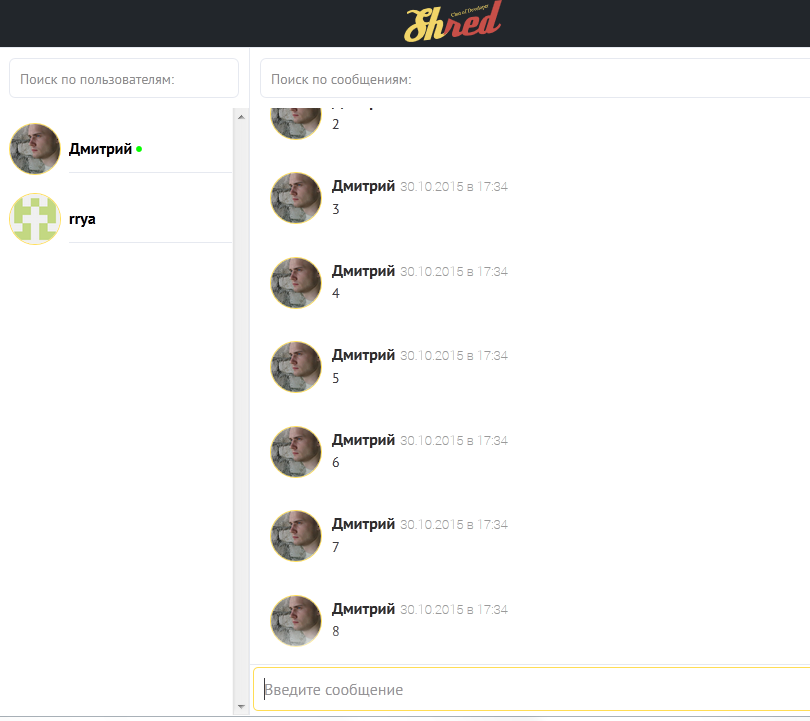 Clan of Developer
Shred
Поиск по пользователям:
Поиск по сообщениям:
Дмитрий
rrya
2
Дмитрий 30.10.2015 в 17:34
3
Дмитрий 30.10.2015 в 17:34
4
Дмитрий 30.10.2015 в 17:34
5
Дмитрий 30.10.2015 в 17:34
6
Дмитрий 30.10.2015 в 17:34
7
Дмитрий 30.10.2015 в 17:34
8
Введите сообщение